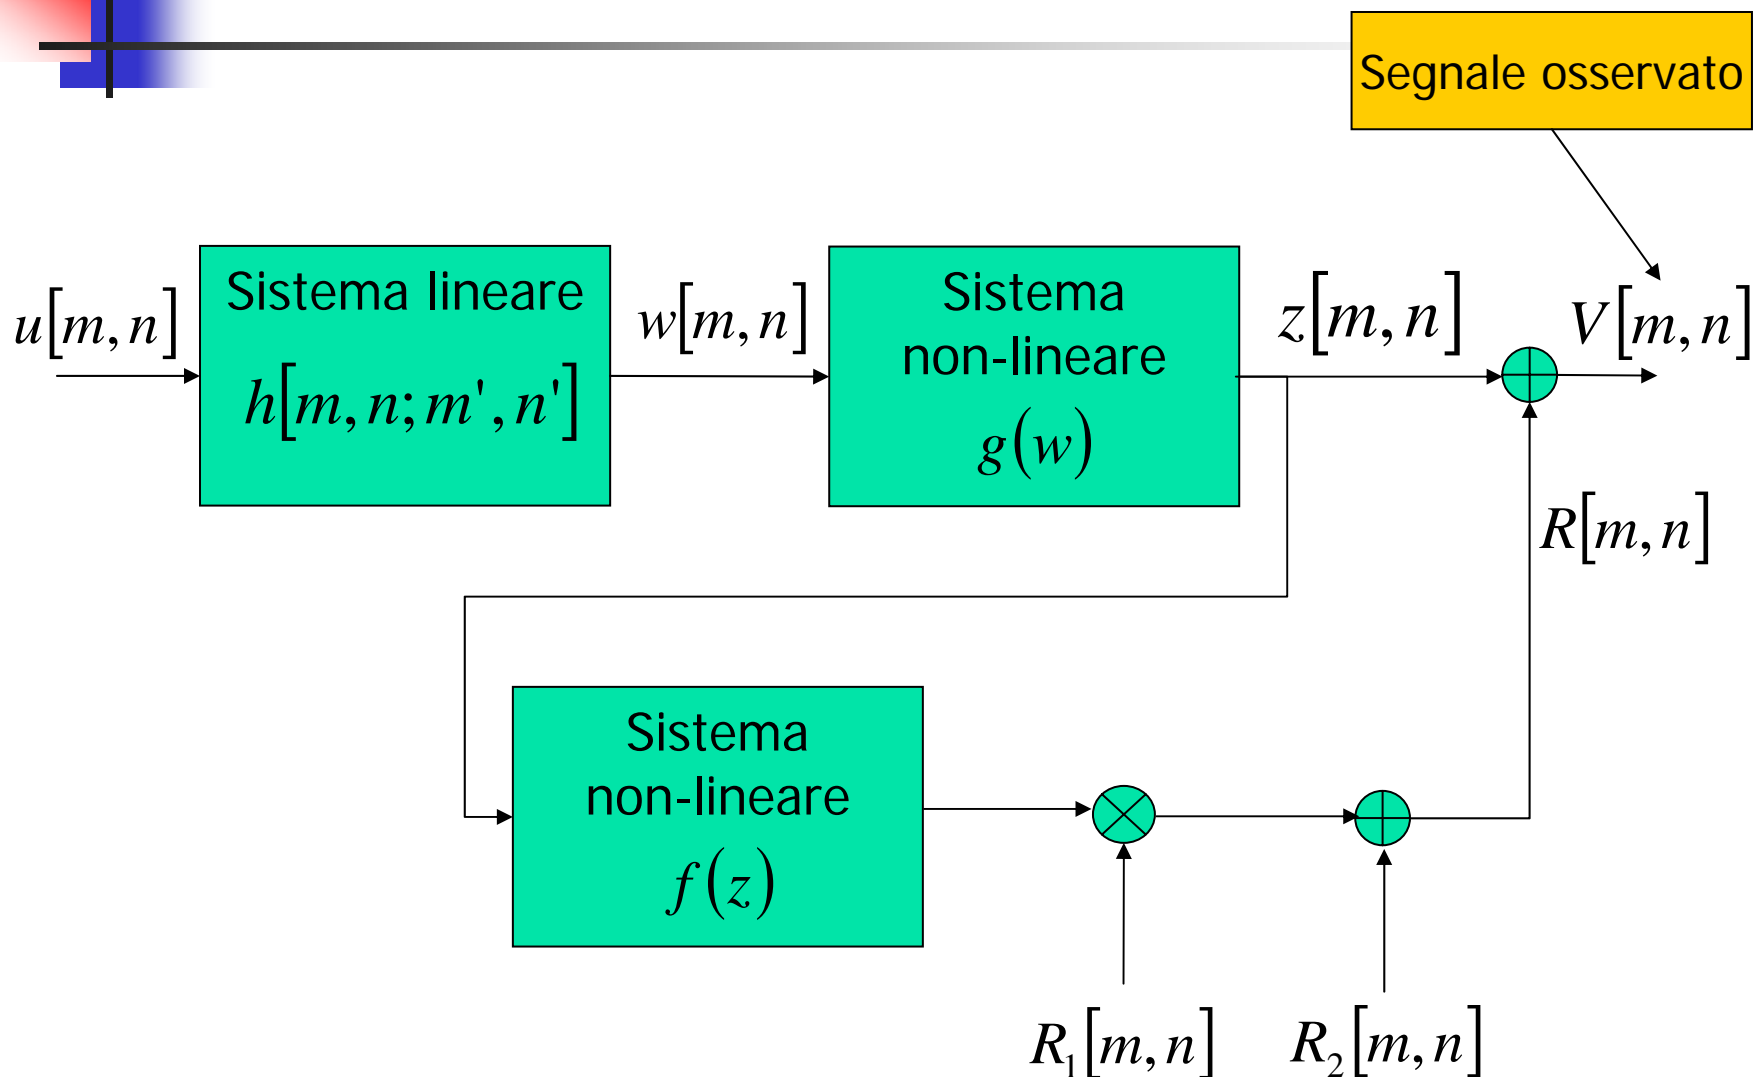 Segnale osservato
u[m,n]
Sistema lineare
h[m,n;m',n']
w[m,n]
Sistema
non-lineare
g(w)
z[m,n]
V[m,n]
R[m,n]
Sistema
non-lineare
f(z)
R₁[m,n]
R₂[m,n]